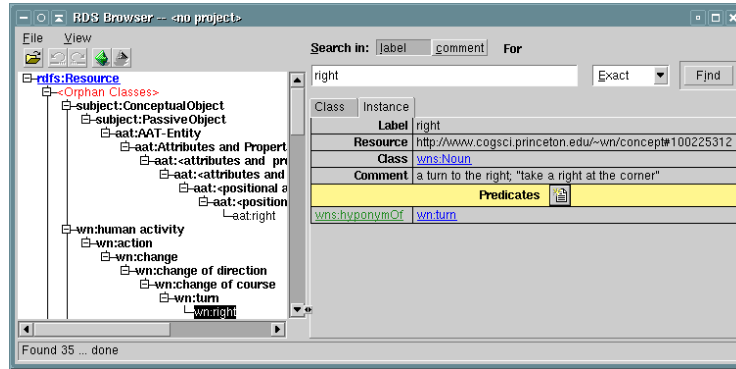 RDS Browser -- <no project>
File View
Search in: label comment For
right Exact Find
rdfs:Resource
<Orphan Classes>
subject:ConceptualObject
subject:PassiveObject
aat:AAT-Entity
aat:Attributes and Propert
aat:<attributes and pr
aat:<attributes and
aat:<positional a
aat:<position
aat:right
wn:human activity
wn:action
wn:change
wn:change of direction
wn:change of course
wn:turn
wn:right
Class Instance
Label right
Resource http://www.cogsci.princeton.edu/~wn/concept#100225312
Class wns:Noun
Comment a turn to the right; "take a right at the corner"
Predicates
wns:hyponymOf wn:turn
Found 35 ... done